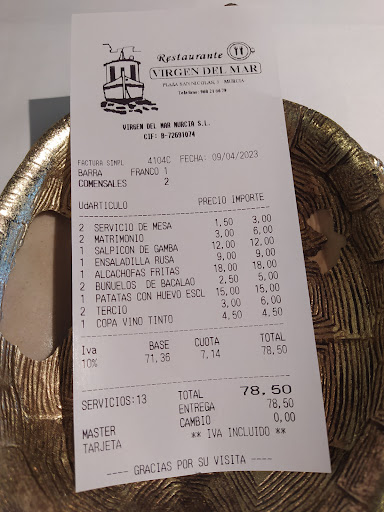 Restaurante
VIRGEN DEL MAR
PLAZA SAN NICOLAS, 5 - MURCIA
VIRGEN DEL MAR MURCIA S.L.
CIF: B-72691074
FACTURA SIMPL 4104C FECHA: 09/04/2023
BARRA FRANCO 1
COMENSALES 2
UdARTICULO PRECIO IMPORTE
2 SERVICIO DE MESA 1,50 3,00
2 MATRIMONIO 3,00 6,00
1 SALPICON DE GAMBA 12,00 12,00
1 ENSALADILLA RUSA 9,00 9,00
1 ALCACHOFAS FRITAS 18,00 18,00
2 BUÑUELOS DE BACALAO 2,50 5,00
1 PATATAS CON HUEVO ESCL 15,00 15,00
2 TERCIO 3,00 6,00
1 COPA VINO TINTO 4,50 4,50
Iva BASE CUOTA TOTAL
10% 71,36 7,14 78,50
SERVICIOS:13 TOTAL 78,50
ENTREGA 78,50
MASTER CAMBIO 0,00
TARJETA ** IVA INCLUIDO **
---- GRACIAS POR SU VISITA ----